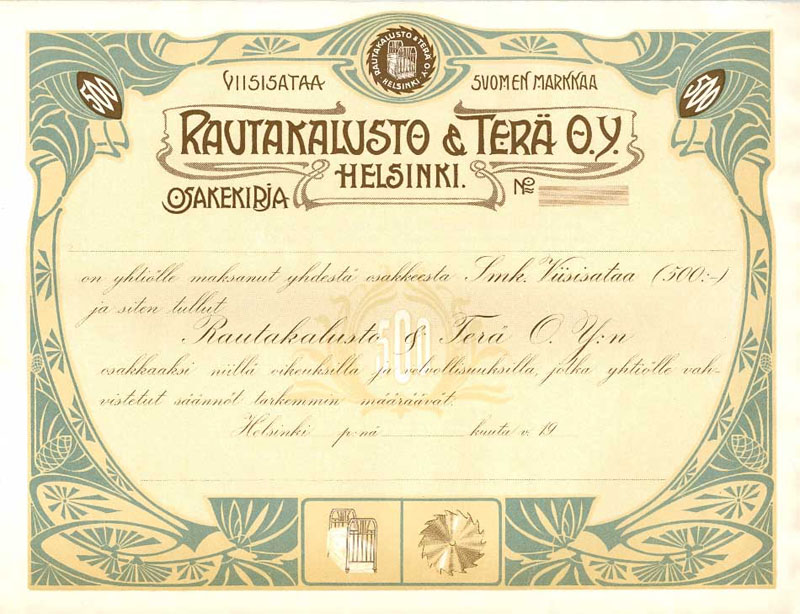 RAUTAKALUSTO & TERÄ O.Y.
HELSINKI
500
500
VIISISATAA
SUOMEN MARKKAA
RAUTAKALUSTO & TERÄ O.Y.
HELSINKI.
OSAKEKIRJA
No
on yhtiölle maksanut yhdestä osakkeesta Smk. Viisisataa (500:-)
ja siten tullut
Rautakalusto & Terä O. Y:n
500
osakkaaksi niillä oikeuksilla ja velvollisuuksilla, jotka yhtiölle vah-
vistetut säännöt tarkemmin määräävät.
Helsinki p:nä kuuta v. 19